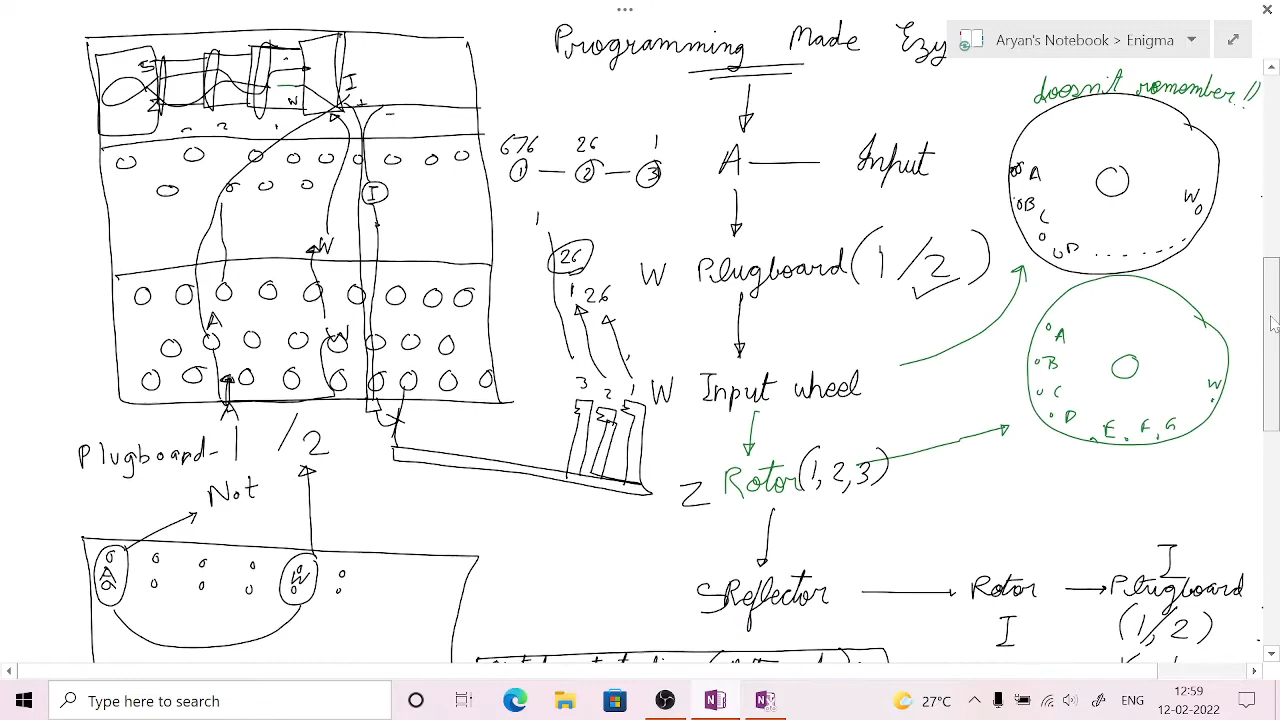 Aryan's Notebook > Enigma
Programming Made Ezy
doesn't remember!!
A Input
676 26 1
1 2 3
W Plugboard (1/2)
W Input wheel
Z Rotor (1, 2, 3)
Reflector Rotor Plugboard
I
I (1/2)
A
B
C
D
W
A
B
C
D E F G
W
S
Z
W
I
I
W
A W
A
1
26
1 26
3 2 1
Plugboard - 1/2
Not
A W
Type here to search
27°C
ENG
12:59
12-02-2022